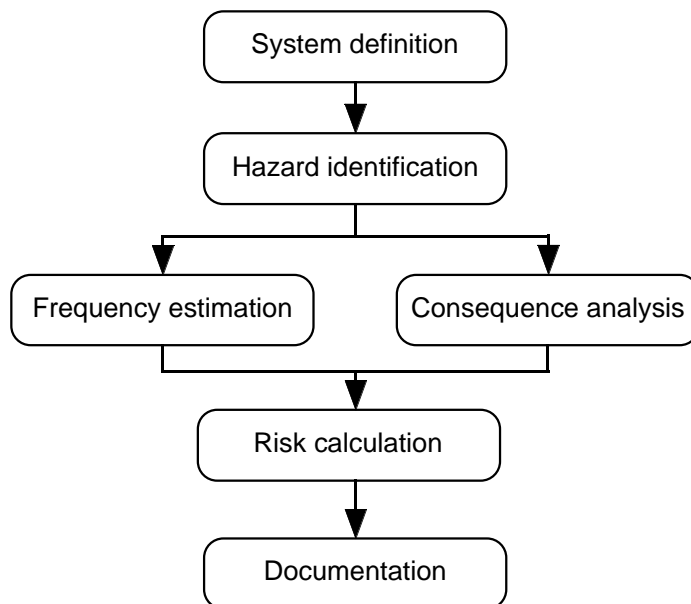 System definition
Hazard identification
Frequency estimation
Consequence analysis
Risk calculation
Documentation